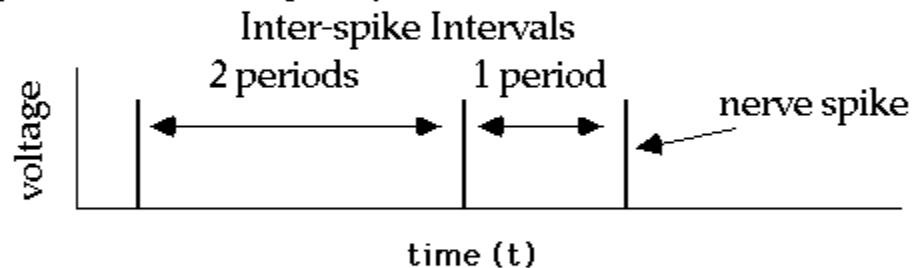 Inter-spike Intervals
2 periods
1 period
nerve spike
voltage
time (t)